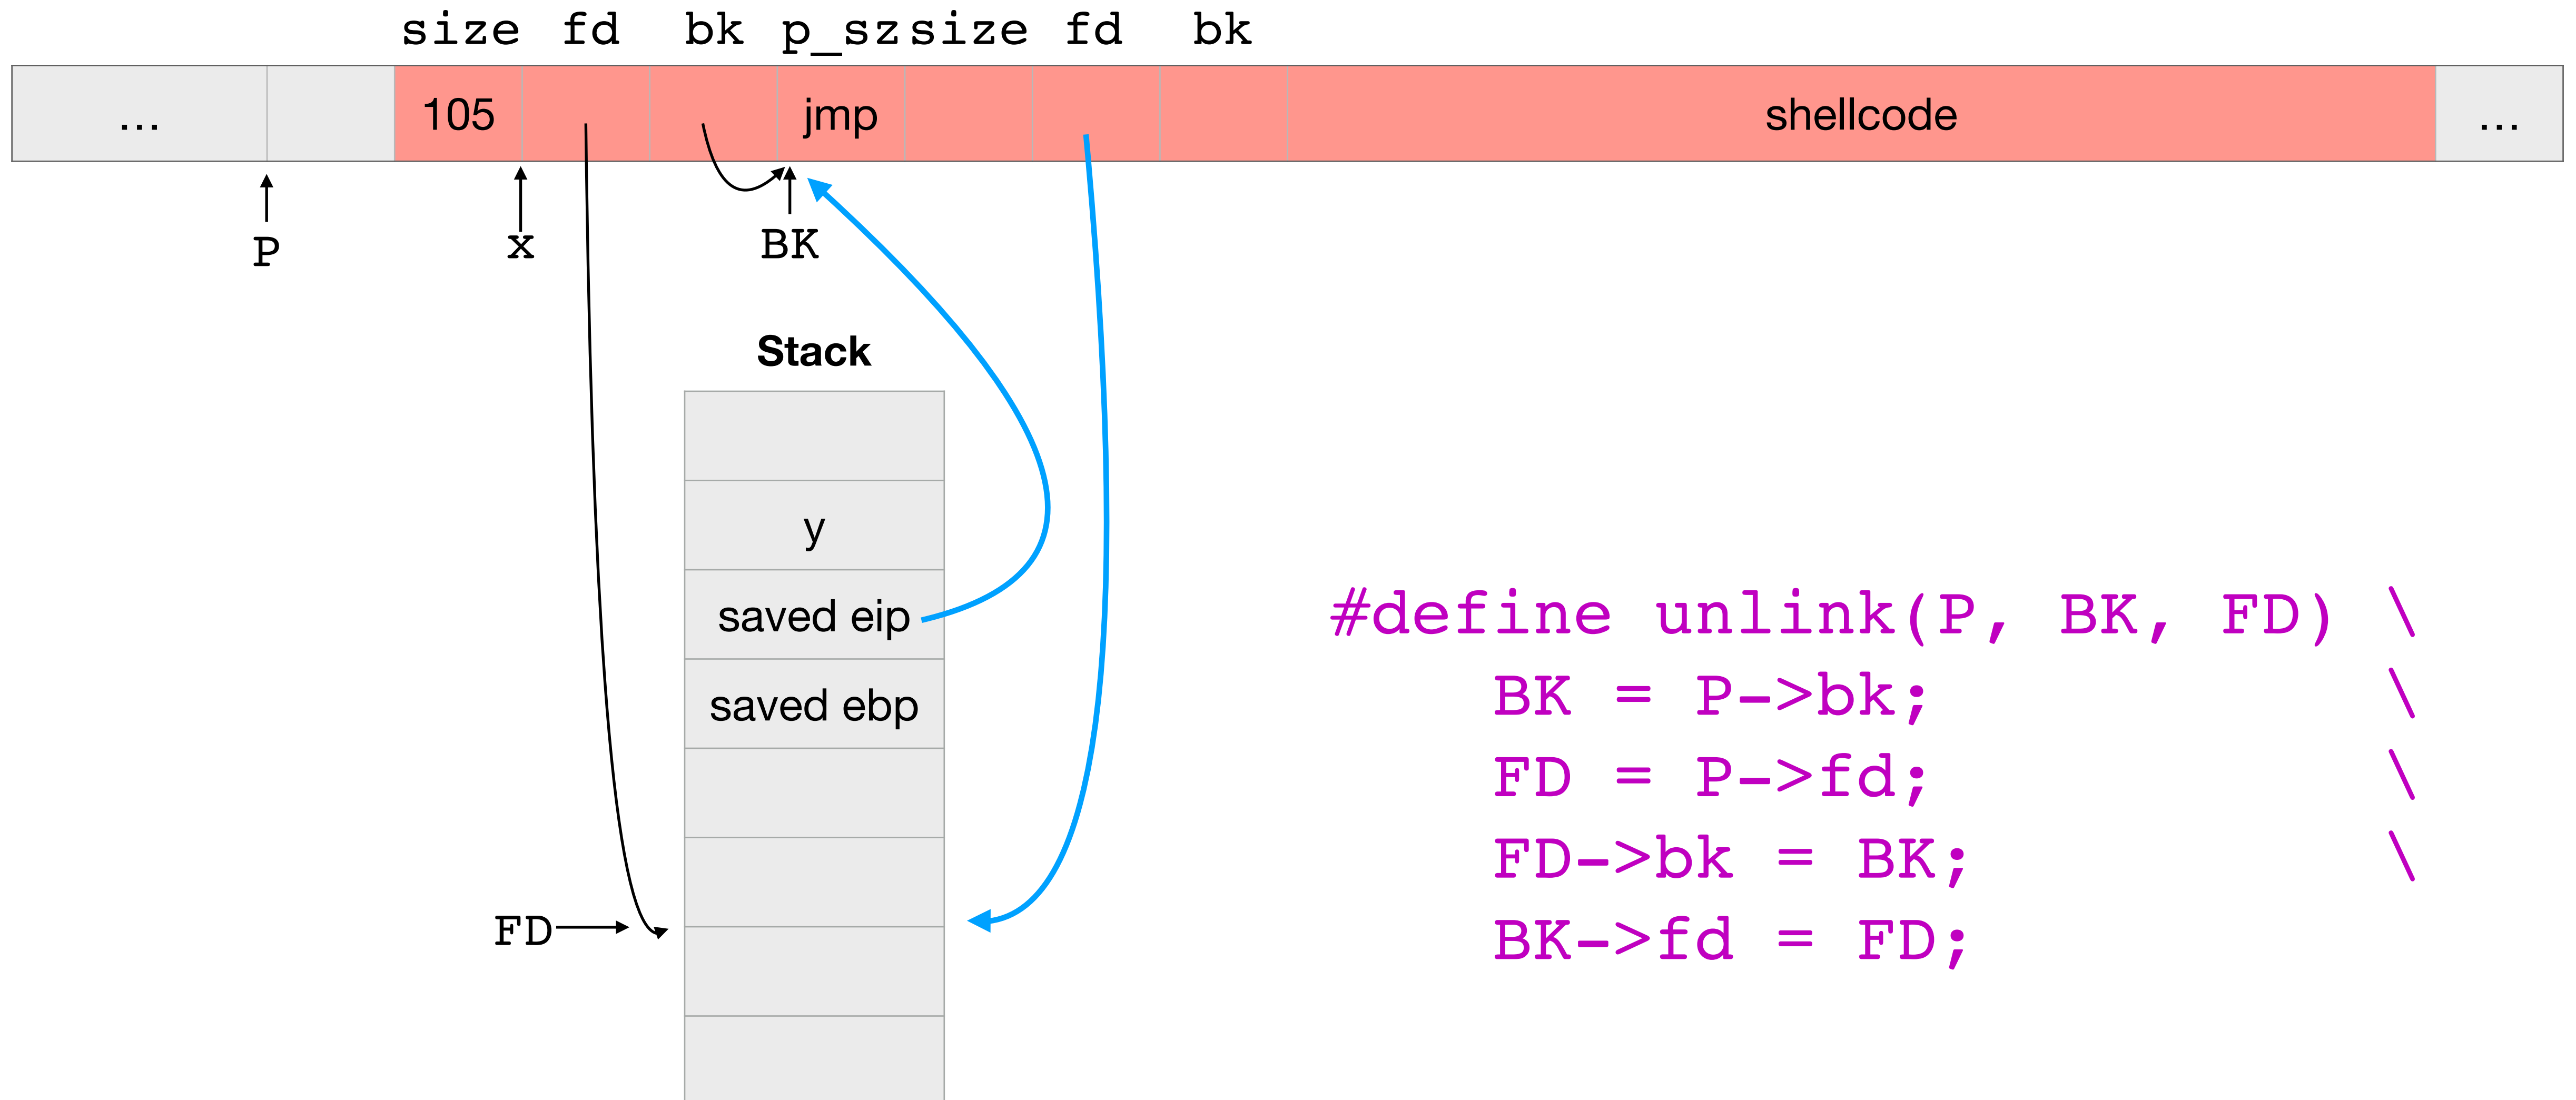 size fd bk p_sz size fd bk
... 105 jmp shellcode ...
P x BK
Stack
y
saved eip
saved ebp
FD
#define unlink(P, BK, FD) \
BK = P->bk; \
FD = P->fd; \
FD->bk = BK; \
BK->fd = FD;